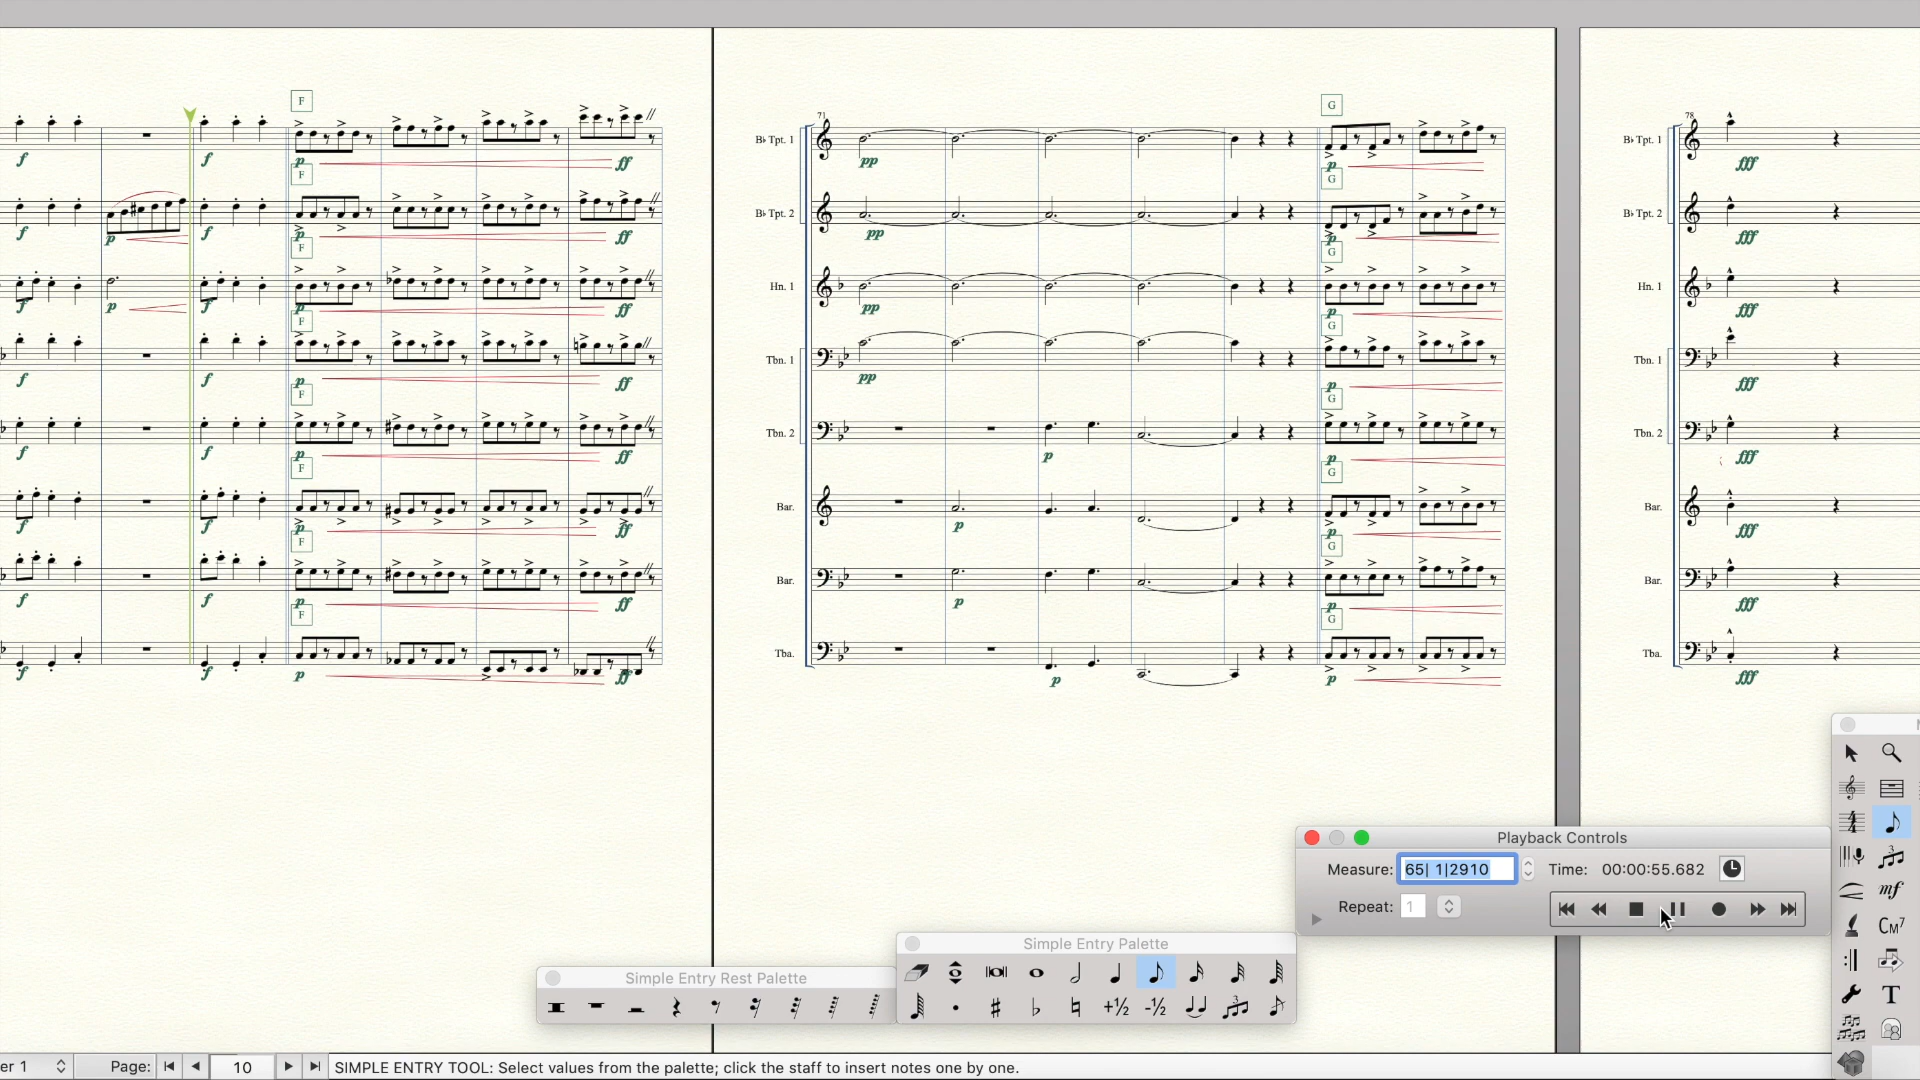 F
71
G
78
B♭ Tpt. 1
B♭ Tpt. 1
f
f
p
ff
pp
p
fff
F
G
B♭ Tpt. 2
B♭ Tpt. 2
f
p
f
p
ff
pp
p
fff
F
G
Hn. 1
Hn. 1
f
p
f
p
ff
pp
p
fff
F
G
Tbn. 1
Tbn. 1
f
f
p
ff
pp
p
fff
F
G
Tbn. 2
Tbn. 2
f
f
p
ff
p
p
fff
F
G
Bar.
Bar.
f
f
p
ff
p
p
fff
F
G
Bar.
Bar.
f
f
p
ff
p
p
fff
F
G
Tba.
Tba.
f
f
p
ff
p
p
fff
Playback Controls
Measure: 65| 1|2910 Time: 00:00:55.682
Repeat: 1
mf
CM7
T
Simple Entry Palette
+½ -½
Simple Entry Rest Palette
er 1 Page: 10 SIMPLE ENTRY TOOL: Select values from the palette; click the staff to insert notes one by one.